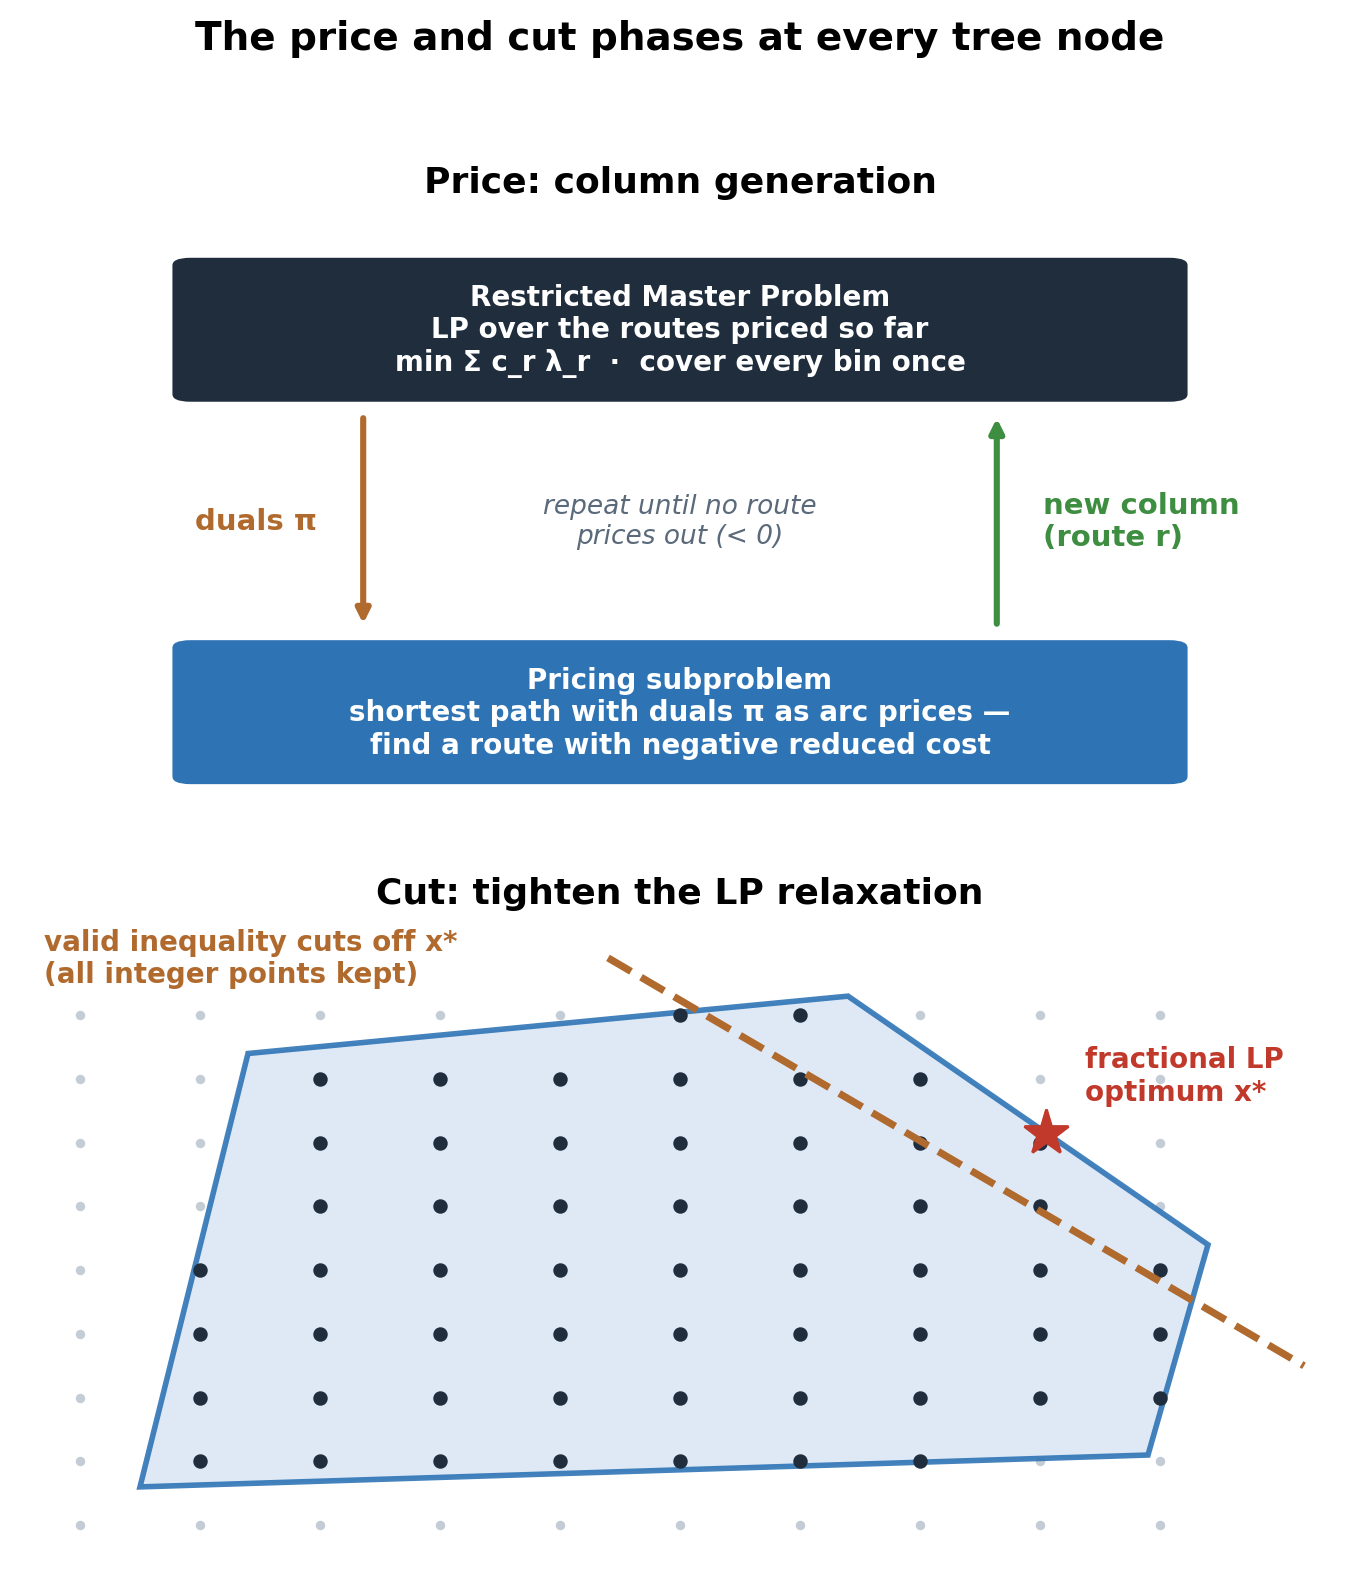 The price and cut phases at every tree node
Price: column generation
Restricted Master Problem
LP over the routes priced so far
min Σ c_r λ_r · cover every bin once
duals π
repeat until no route
prices out (< 0)
new column
(route r)
Pricing subproblem
shortest path with duals π as arc prices —
find a route with negative reduced cost
Cut: tighten the LP relaxation
valid inequality cuts off x*
(all integer points kept)
fractional LP
optimum x*